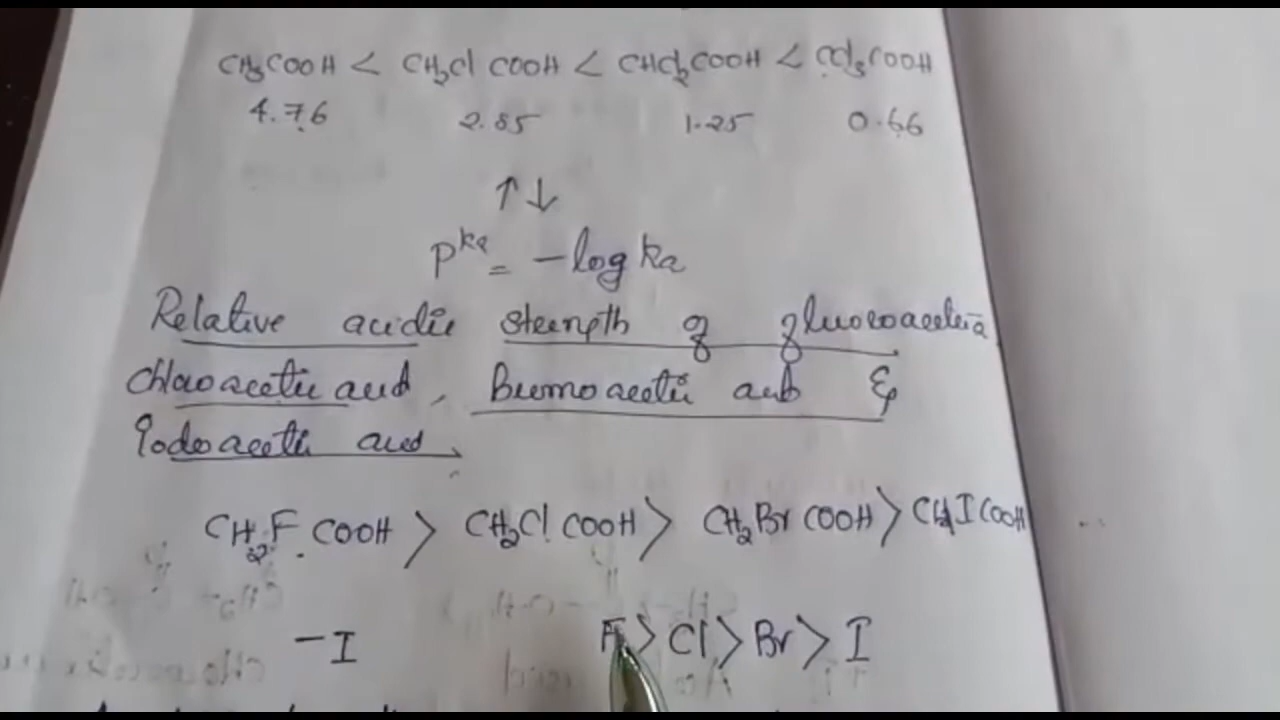 CH3COOH < CH2Cl COOH < CHCl2COOH < CCl3COOH
4.76 2.85 1.25 0.66
↑↓
Pka = -log ka
Relative acidic strength of fluoroacetic
Chloroacetic acid, Bromoacetic acid &
Iodoacetic acid
CH2F COOH > CH2Cl COOH > CH2Br COOH > CH2I COOH
-I F > Cl > Br > I